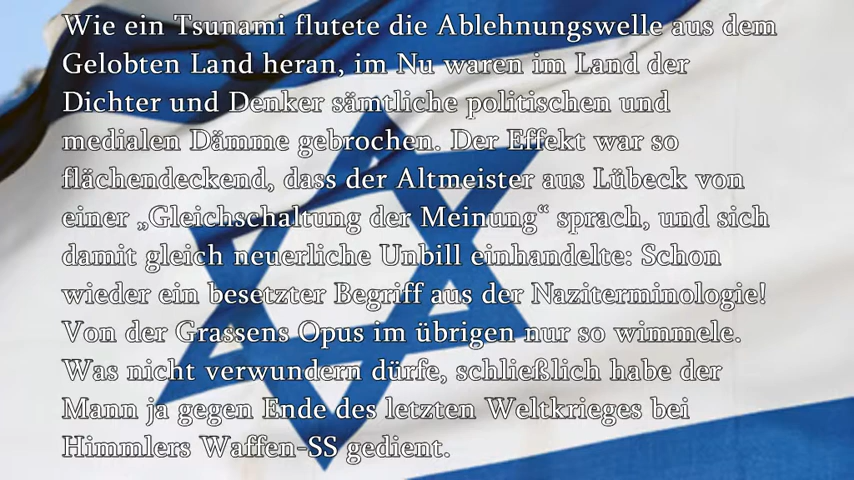 Wie ein Tsunami flutete die Ablehnungswelle aus dem
Gelobten Land heran, im Nu waren im Land der
Dichter und Denker sämtliche politischen und
medialen Dämme gebrochen. Der Effekt war so
flächendeckend, dass der Altmeister aus Lübeck von
einer „Gleichschaltung der Meinung“ sprach, und sich
damit gleich neuerliche Unbill einhandelte: Schon
wieder ein besetzter Begriff aus der Naziterminologie!
Von der Grassens Opus im übrigen nur so wimmele.
Was nicht verwundern dürfe, schließlich habe der
Mann ja gegen Ende des letzten Weltkrieges bei
Himmlers Waffen-SS gedient.